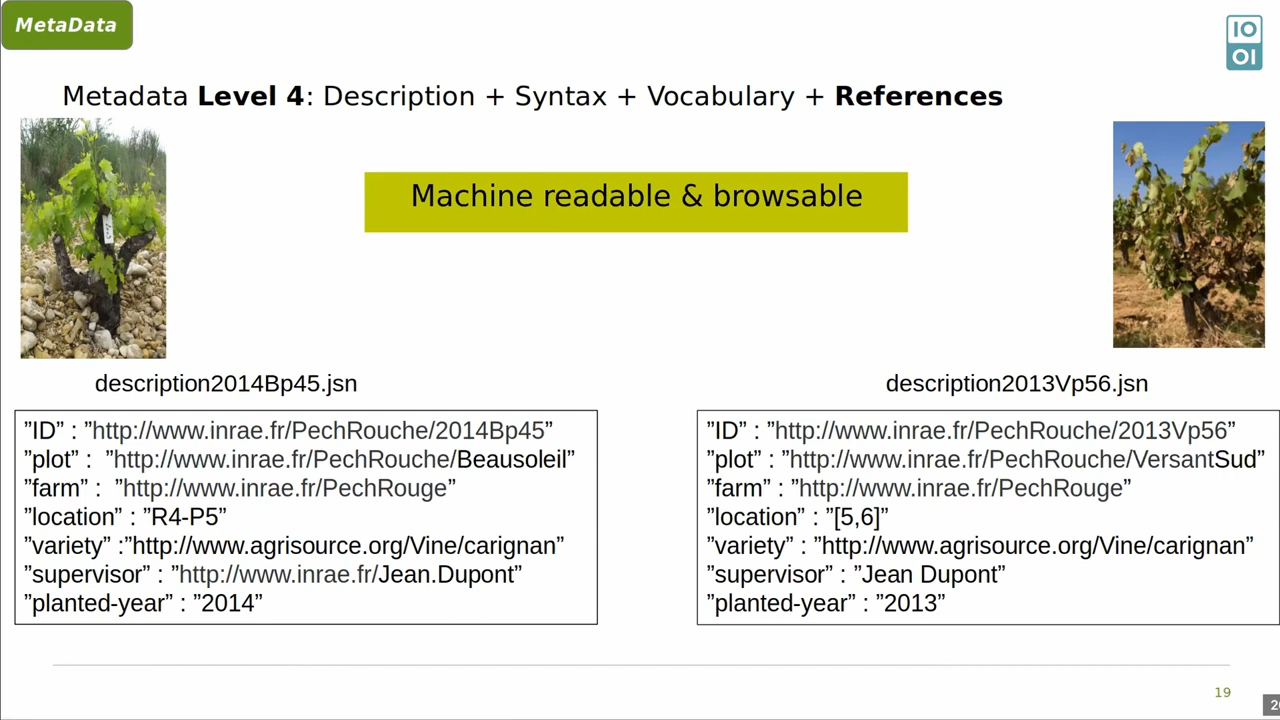 MetaData
IO
OI
Metadata Level 4: Description + Syntax + Vocabulary + References
Machine readable & browsable
description2014Bp45.jsn
”ID” : ”http://www.inrae.fr/PechRouche/2014Bp45”
”plot” : ”http://www.inrae.fr/PechRouche/Beausoleil”
”farm” : ”http://www.inrae.fr/PechRouge”
”location” : ”R4-P5”
”variety” :”http://www.agrisource.org/Vine/carignan”
”supervisor” : ”http://www.inrae.fr/Jean.Dupont”
”planted-year” : ”2014”
description2013Vp56.jsn
”ID” : ”http://www.inrae.fr/PechRouche/2013Vp56”
”plot” : ”http://www.inrae.fr/PechRouche/VersantSud”
”farm” : ”http://www.inrae.fr/PechRouge”
”location” : ”[5,6]”
”variety” : ”http://www.agrisource.org/Vine/carignan”
”supervisor” : ”Jean Dupont”
”planted-year” : ”2013”
19